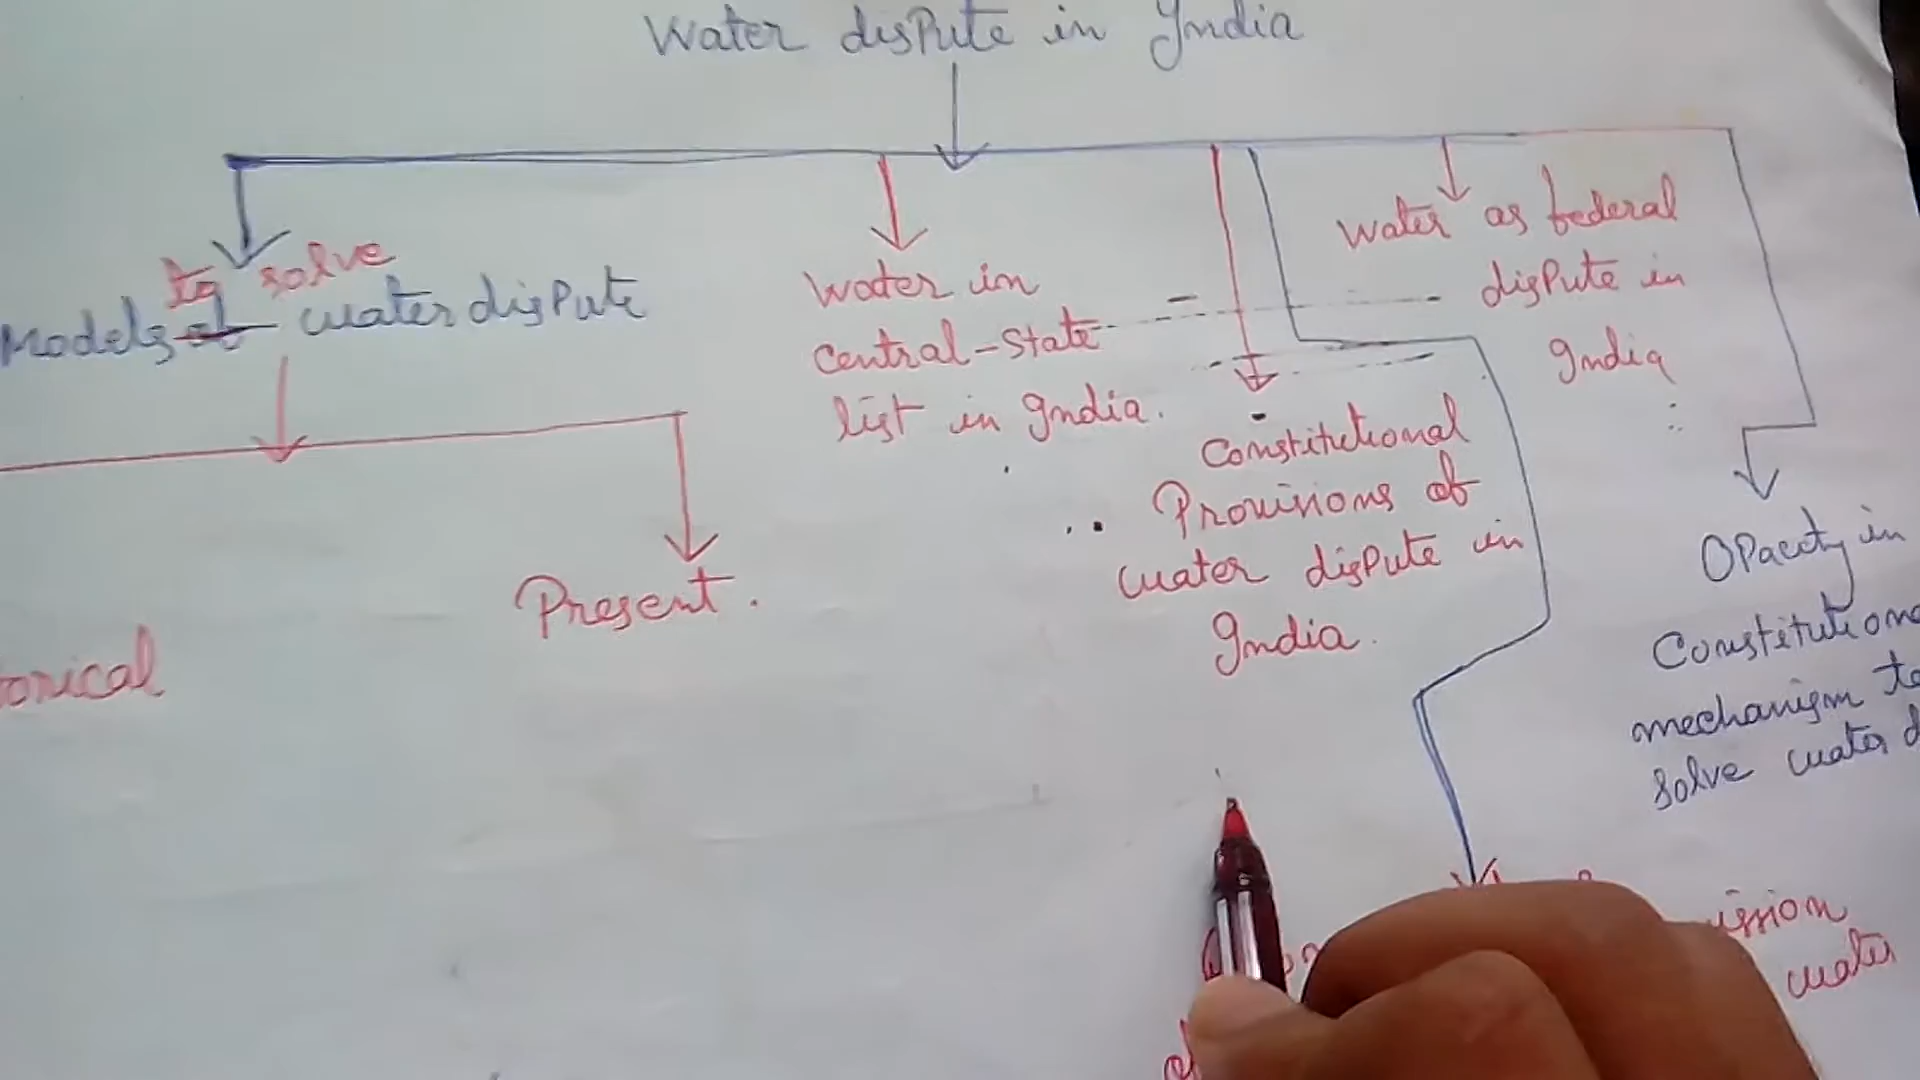 Water dispute in India
to solve
Models of water dispute
Present.
water in
central-state
list in India.
Constitutional
Provisions of
water dispute in
India.
water as federal
dispute in
India
Opacity in
mechanism to
solve water
water